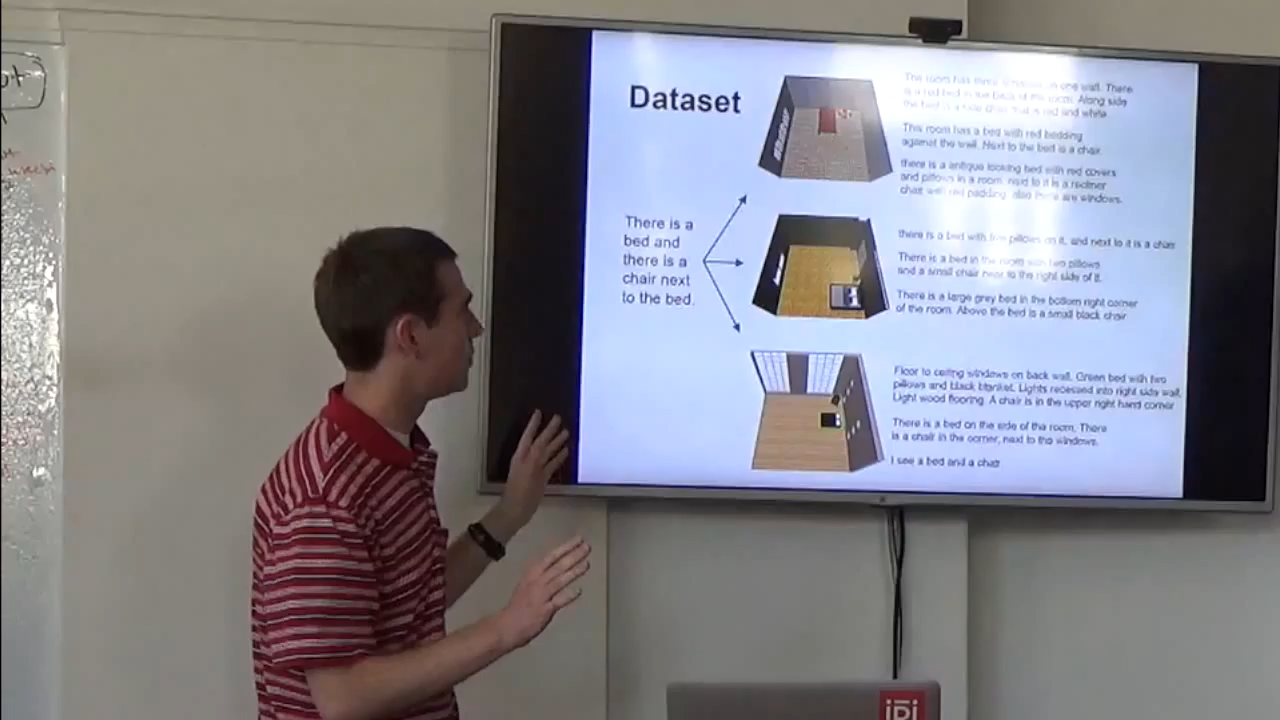 Dataset
There is a
bed and
there is a
chair next
to the bed.
The room has three windows on one wall. There
is a red bed in the back of the room. Along side
the bed is a side chair that is red and white.
This room has a bed with red bedding
against the wall. Next to the bed is a chair.
there is a antique looking bed with red covers
and pillows in a room. next to it is a recliner
chair with red padding. also there are windows.
there is a bed with five pillows on it, and next to it is a chair
There is a bed in the room with two pillows
and a small chair near to the right side of it.
There is a large grey bed in the bottom right corner
of the room. Above the bed is a small black chair
Floor to ceiling windows on back wall. Green bed with two
pillows and black blanket. Lights recessed into right side wall.
Light wood flooring. A chair is in the upper right hand corner
There is a bed on the side of the room. There
is a chair in the corner, next to the windows.
I see a bed and a chair